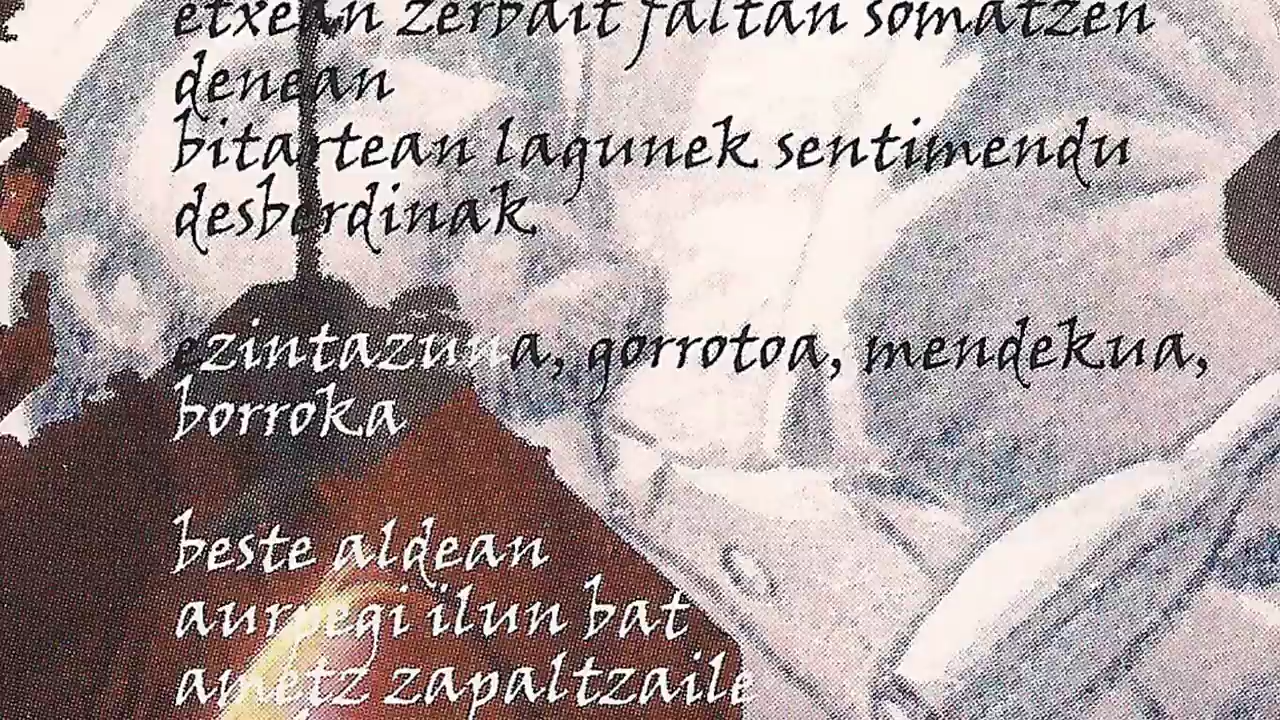 etxean zerbait faltan somatzen
denean
bitartean lagunek sentimendu
desberdinak
ezintazuna, gorrotoa, mendekua,
borroka
beste aldean
aurpegi ilun bat
ametz zapaltzaile